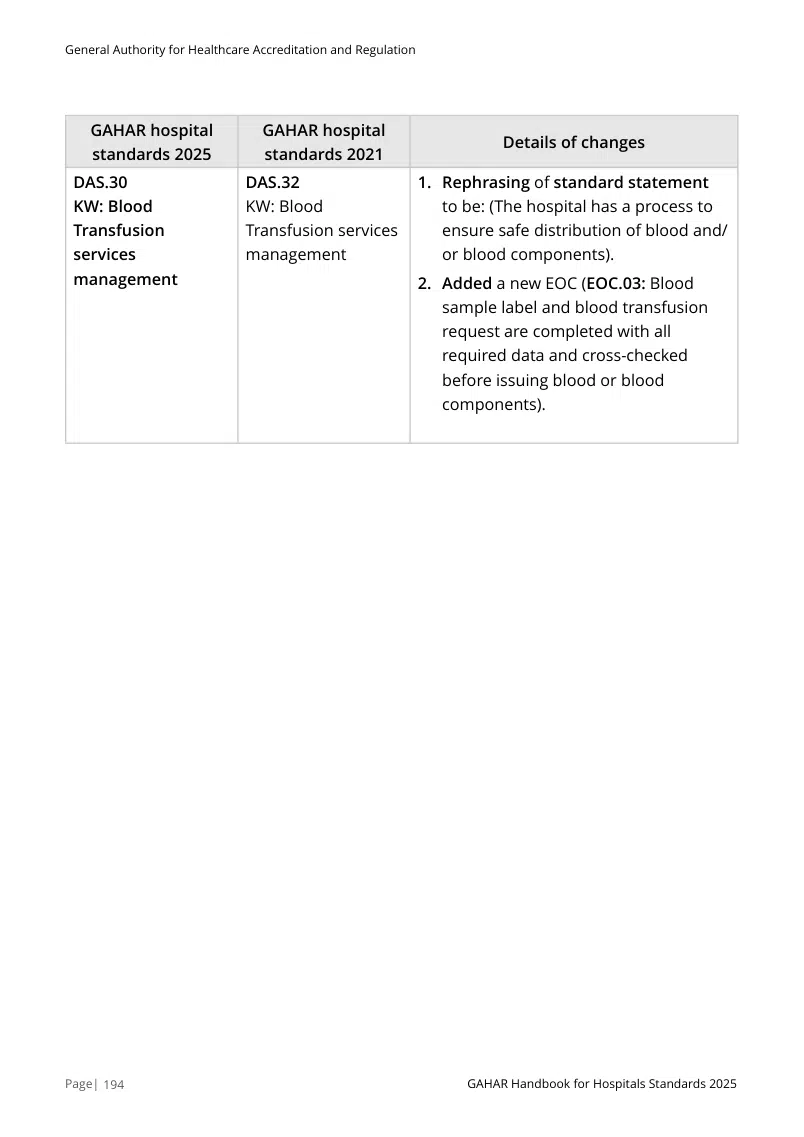 General Authority for Healthcare Accreditation and Regulation
GAHAR hospital
standards 2025
GAHAR hospital
standards 2021
Details of changes
DAS.30
KW: Blood
Transfusion
services
management
DAS.32
KW: Blood
Transfusion services
management
1. Rephrasing of standard statement
to be: (The hospital has a process to
ensure safe distribution of blood and/
or blood components).
2. Added a new EOC (EOC.03: Blood
sample label and blood transfusion
request are completed with all
required data and cross-checked
before issuing blood or blood
components).
Page| 194
GAHAR Handbook for Hospitals Standards 2025